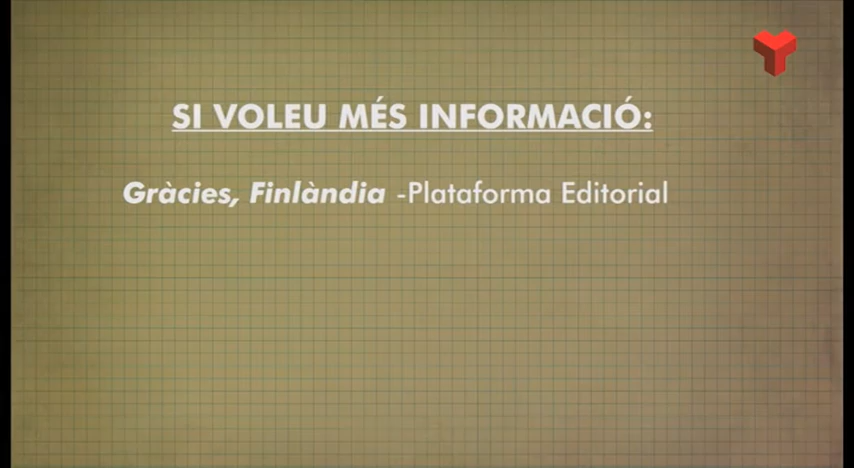 SI VOLEU MÉS INFORMACIÓ:
Gràcies, Finlàndia -Plataforma Editorial